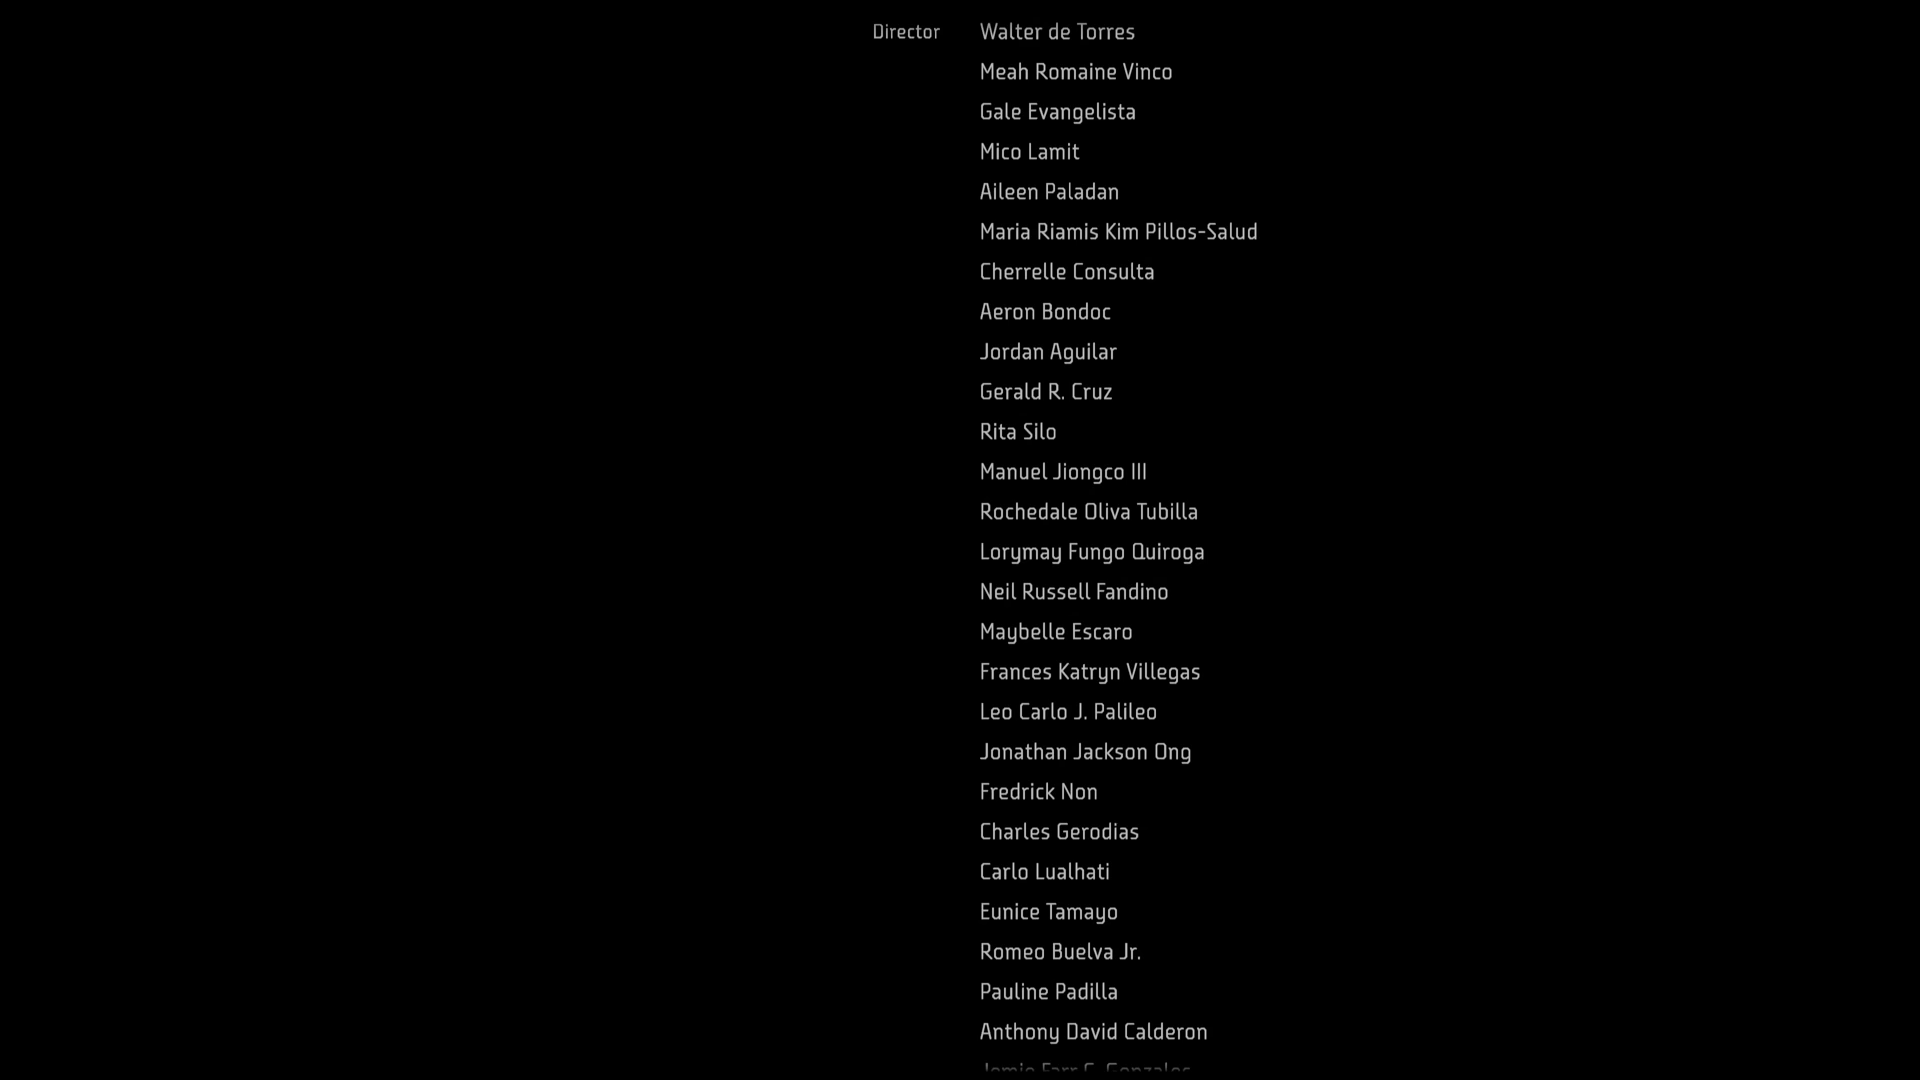 Director Walter de Torres
Meah Romaine Vinco
Gale Evangelista
Mico Lamit
Aileen Paladan
Maria Riamis Kim Pillos-Salud
Cherrelle Consulta
Aeron Bondoc
Jordan Aguilar
Gerald R. Cruz
Rita Silo
Manuel Jiongco III
Rochedale Oliva Tubilla
Lorymay Fungo Quiroga
Neil Russell Fandino
Maybelle Escaro
Frances Katryn Villegas
Leo Carlo J. Palileo
Jonathan Jackson Ong
Fredrick Non
Charles Gerodias
Carlo Lualhati
Eunice Tamayo
Romeo Buelva Jr.
Pauline Padilla
Anthony David Calderon